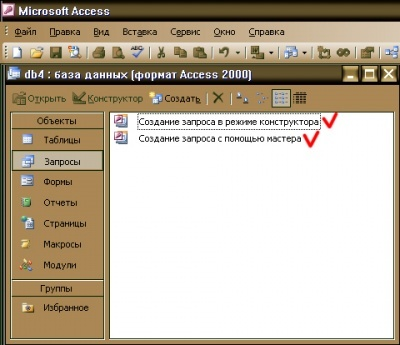 Microsoft Access
Файл Правка Вид Вставка Сервис Окно Справка
db4 : база данных (формат Access 2000)
Открыть Конструктор Создать
Объекты
Таблицы
Запросы
Формы
Отчеты
Страницы
Макросы
Модули
Группы
Избранное
Создание запроса в режиме конструктора
Создание запроса с помощью мастера